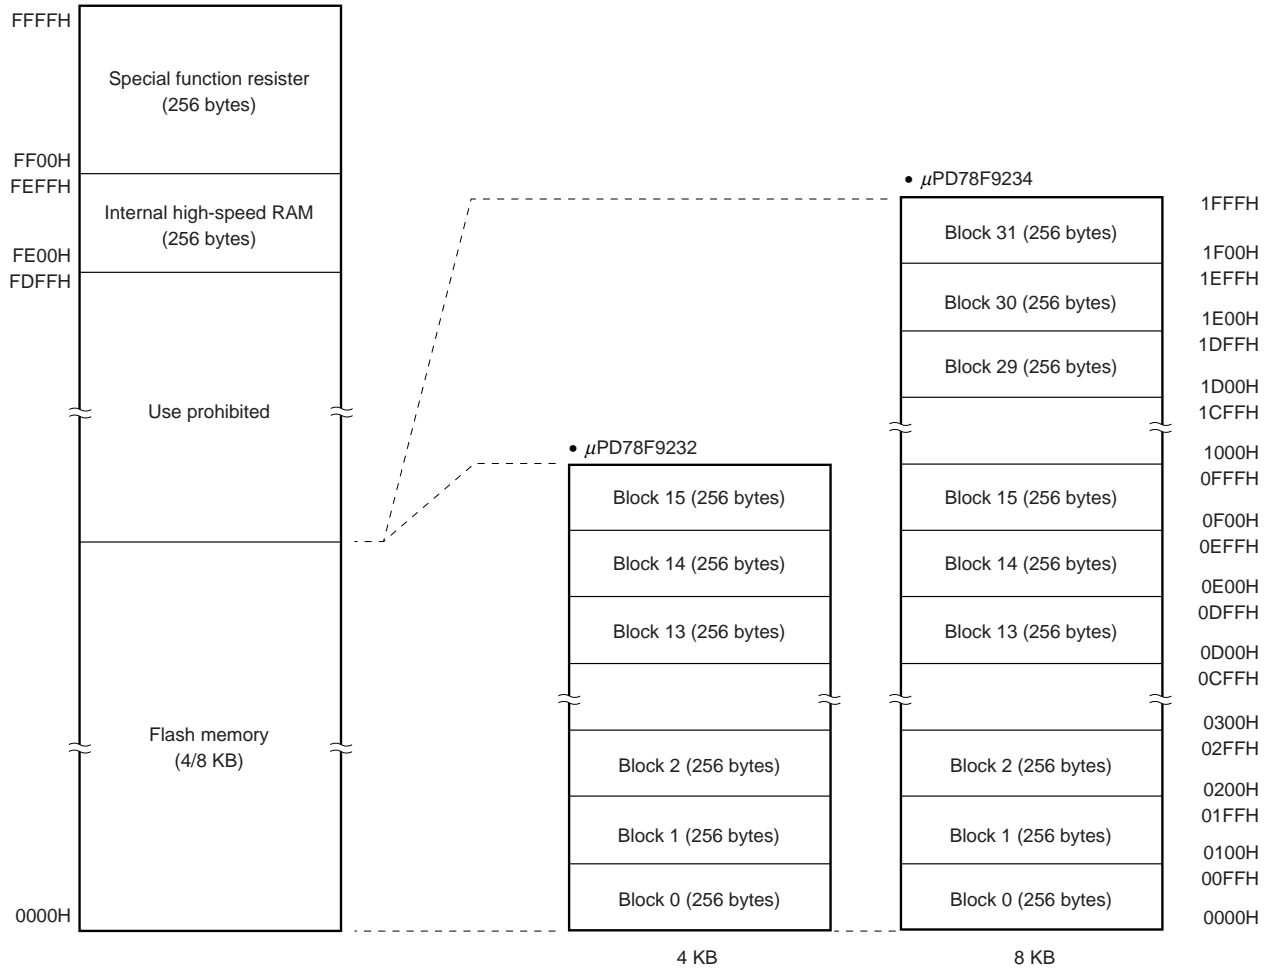 FFFFH
Special function resister
(256 bytes)
FF00H
FEFFH
Internal high-speed RAM
(256 bytes)
FE00H
FDFFH
Use prohibited
Flash memory
(4/8 KB)
0000H
• μPD78F9232
Block 15 (256 bytes)
Block 14 (256 bytes)
Block 13 (256 bytes)
Block 2 (256 bytes)
Block 1 (256 bytes)
Block 0 (256 bytes)
4 KB
• μPD78F9234
Block 31 (256 bytes)
Block 30 (256 bytes)
Block 29 (256 bytes)
Block 15 (256 bytes)
Block 14 (256 bytes)
Block 13 (256 bytes)
Block 2 (256 bytes)
Block 1 (256 bytes)
Block 0 (256 bytes)
8 KB
1FFFH
1F00H
1EFFH
1E00H
1DFFH
1D00H
1CFFH
1000H
0FFFH
0F00H
0EFFH
0E00H
0DFFH
0D00H
0CFFH
0300H
02FFH
0200H
01FFH
0100H
00FFH
0000H